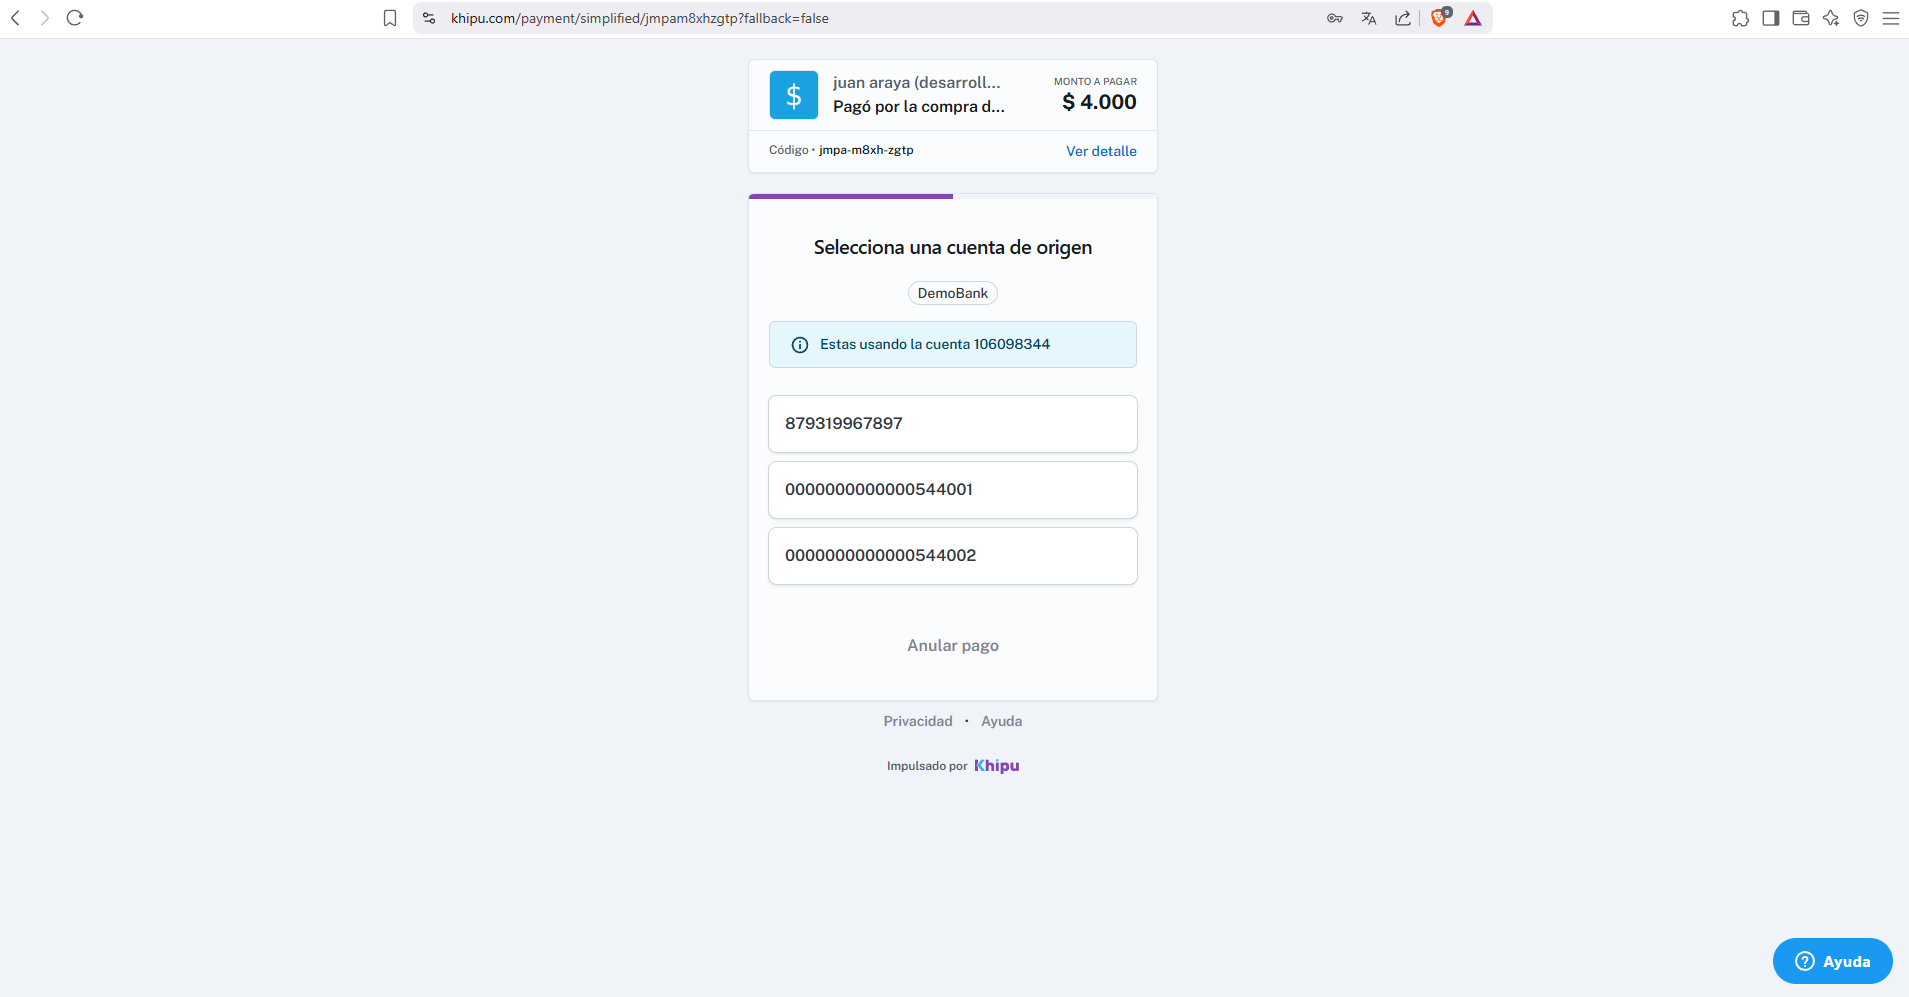 khipu.com/payment/simplified/jmpam8xhzgtp?fallback=false
9
$
juan araya (desarroll...
Pagó por la compra d...
MONTO A PAGAR
$ 4.000
Código • jmpa-m8xh-zgtp
Ver detalle
Selecciona una cuenta de origen
DemoBank
Estas usando la cuenta 106098344
879319967897
0000000000000544001
0000000000000544002
Anular pago
Privacidad • Ayuda
Impulsado por Khipu
Ayuda